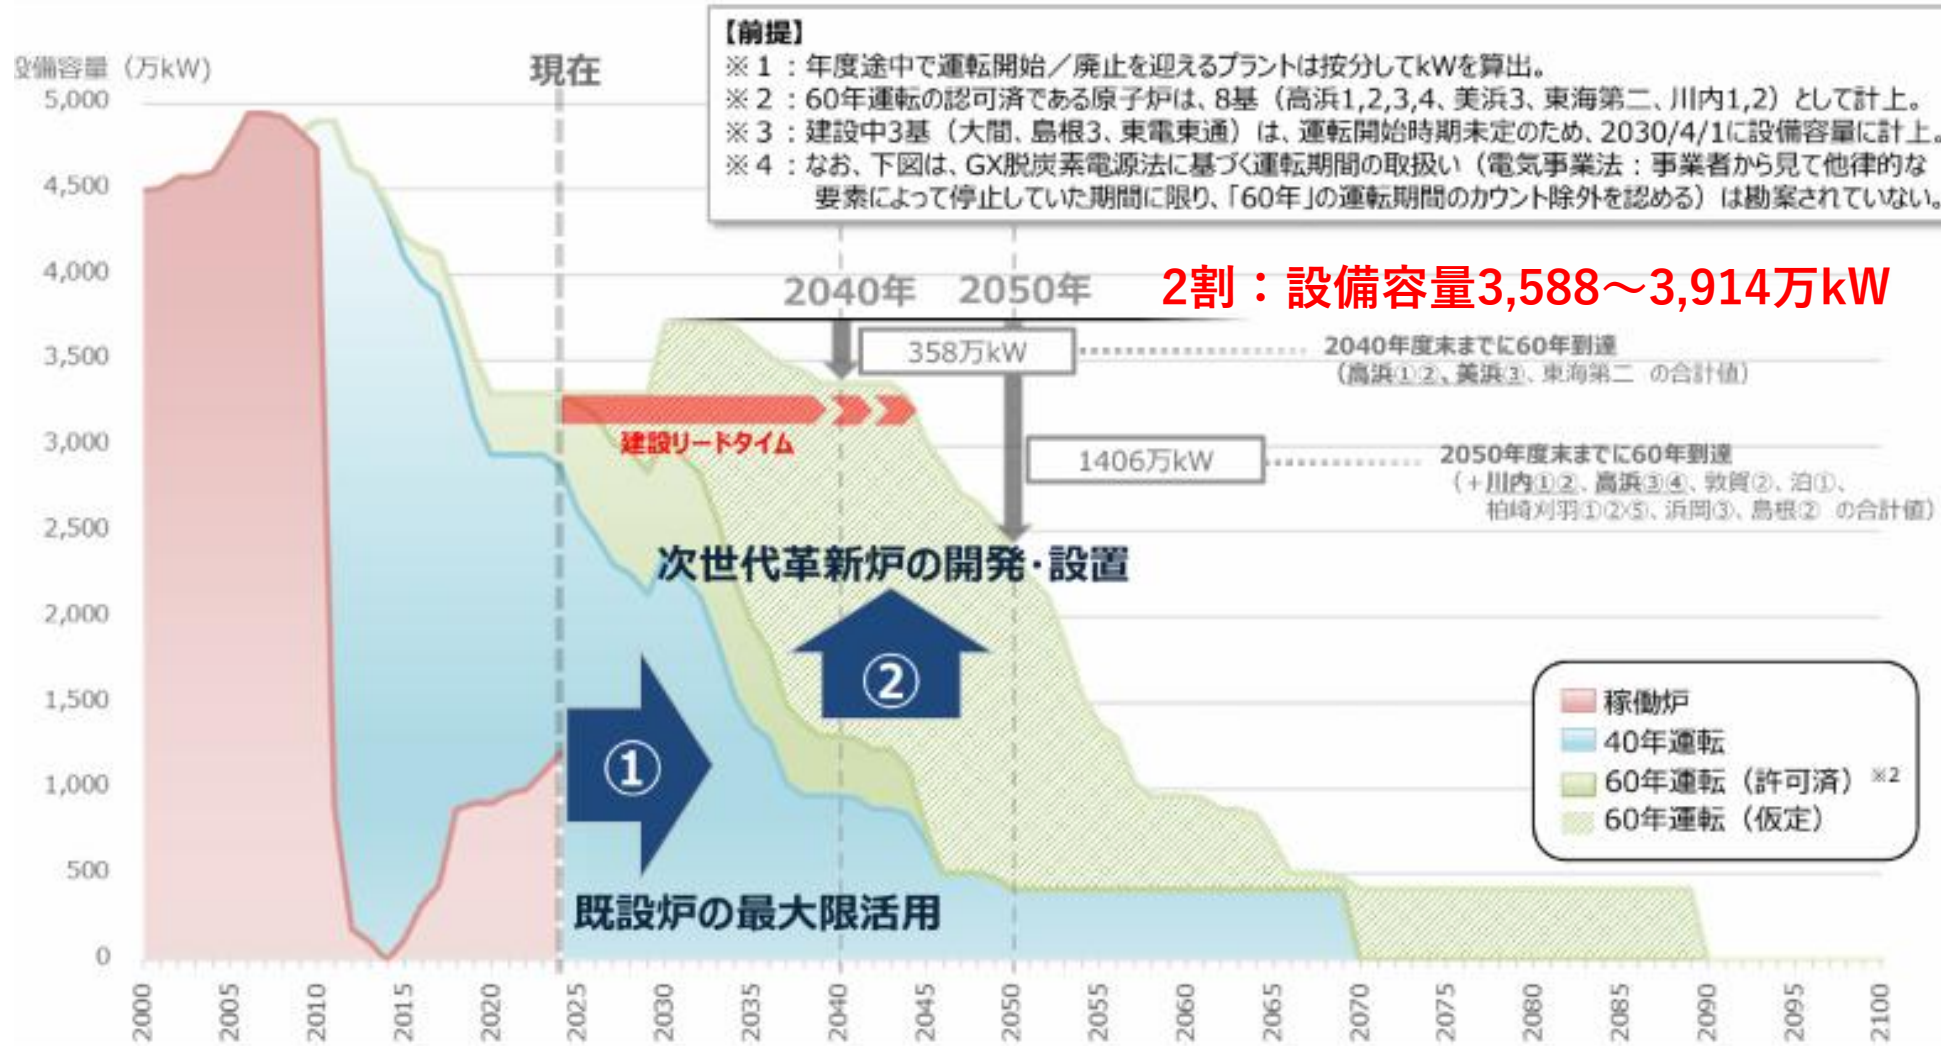 設備容量（万kW)
現在
【前提】
※１：年度途中で運転開始／廃止を迎えるプラントは按分してkWを算出。
※２：60年運転の認可済である原子炉は、8基（高浜1,2,3,4、美浜3、東海第二、川内1,2）として計上。
※３：建設中3基（大間、島根3、東電東通）は、運転開始時期未定のため、2030/4/1に設備容量に計上。
※４：なお、下図は、GX脱炭素電源法に基づく運転期間の取扱い（電気事業法：事業者から見て他律的な
要素によって停止していた期間に限り、「60年」の運転期間のカウント除外を認める）は勘案されていない。
5,000
4,500
4,000
3,500
3,000
2,500
2,000
1,500
1,000
500
0
2040年
2050年
2割：設備容量3,588～3,914万kW
358万kW
2040年度末までに60年到達
（高浜①②、美浜③、東海第二 の合計値）
建設リードタイム
1406万kW
2050年度末までに60年到達
（＋川内①②、高浜③④、敦賀②、泊①、
柏崎刈羽①②⑤、浜岡③、島根② の合計値）
次世代革新炉の開発・設置
②
①
既設炉の最大限活用
稼働炉
40年運転
60年運転（許可済）※2
60年運転（仮定）
2000
2005
2010
2015
2020
2025
2030
2035
2040
2045
2050
2055
2060
2065
2070
2075
2080
2085
2090
2095
2100